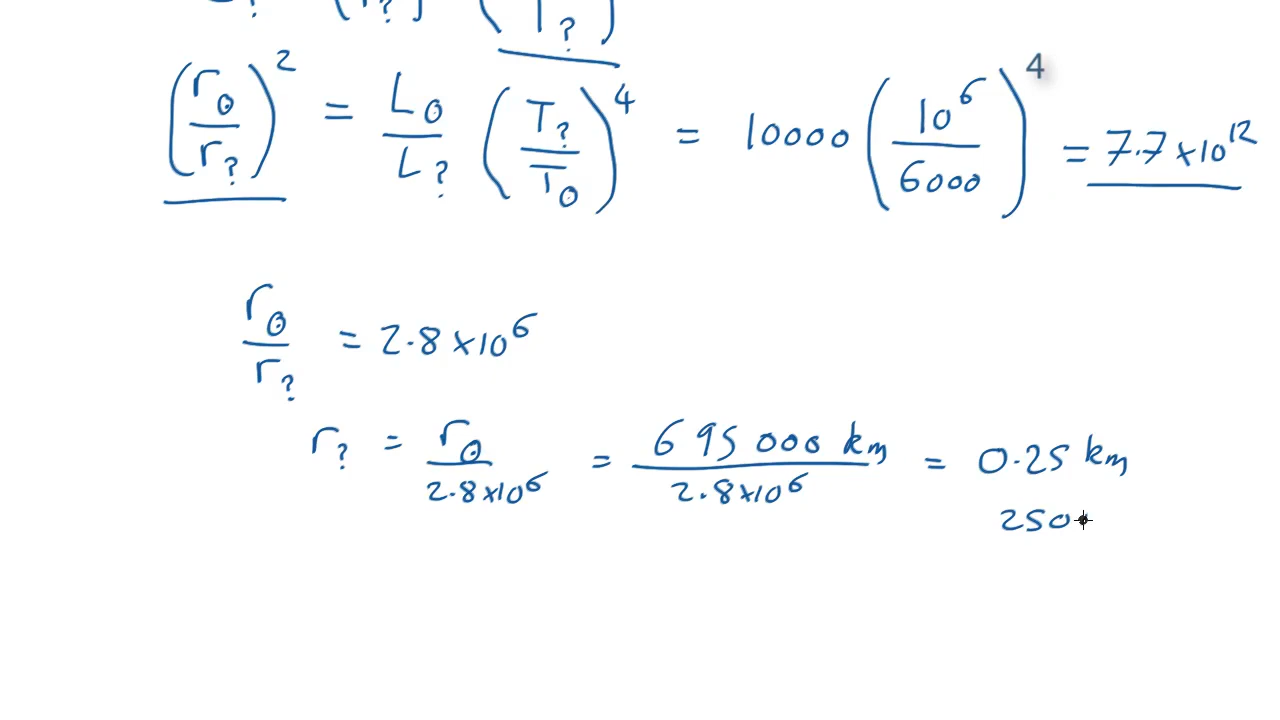 (r⊙/r?)² = L⊙/L? (T?/T⊙)⁴ = 10000 (10⁶/6000)⁴ = 7.7 × 10¹²
r⊙/r? = 2.8 × 10⁶
r? = r⊙/2.8×10⁶ = 695 000 km/2.8×10⁶ = 0.25 km
250